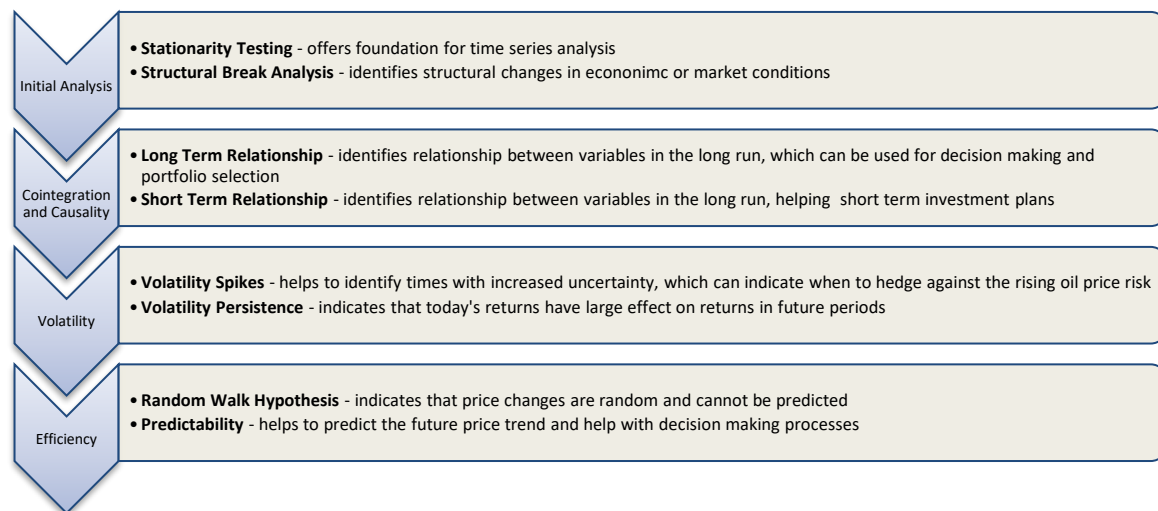 Initial Analysis
• Stationarity Testing - offers foundation for time series analysis
• Structural Break Analysis - identifies structural changes in econonimc or market conditions
Cointegration
and Causality
• Long Term Relationship - identifies relationship between variables in the long run, which can be used for decision making and
portfolio selection
• Short Term Relationship - identifies relationship between variables in the long run, helping  short term investment plans
Volatility
• Volatility Spikes - helps to identify times with increased uncertainty, which can indicate when to hedge against the rising oil price risk
• Volatility Persistence - indicates that today's returns have large effect on returns in future periods
Efficiency
• Random Walk Hypothesis - indicates that price changes are random and cannot be predicted
• Predictability - helps to predict the future price trend and help with decision making processes